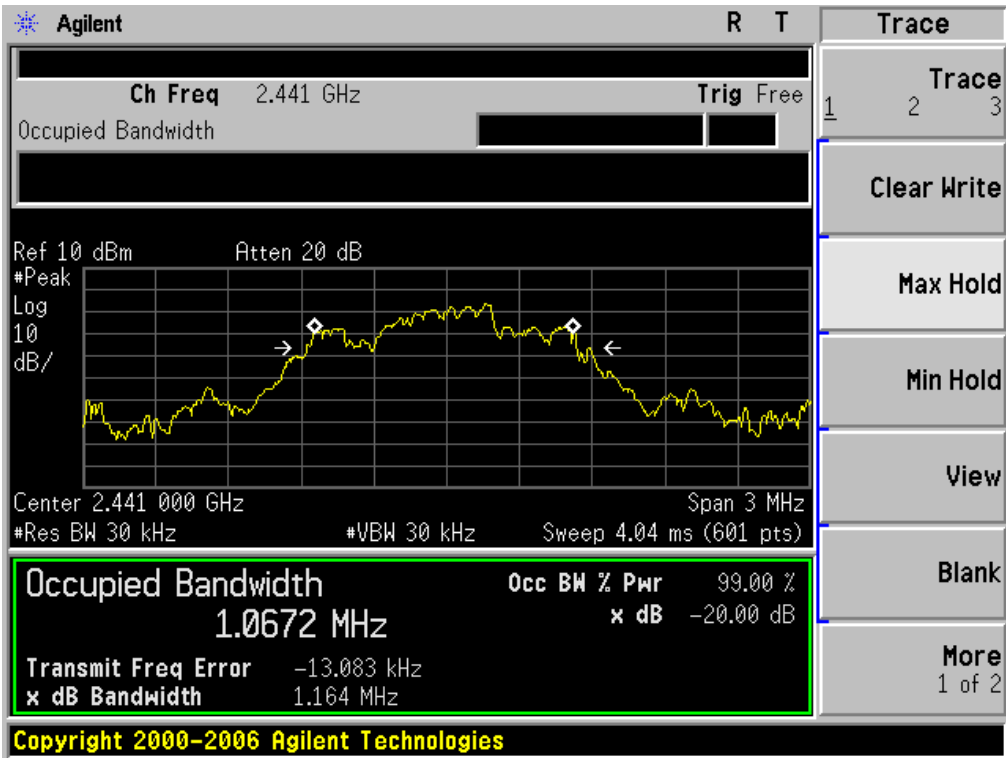 Agilent R T
Ch Freq 2.441 GHz Trig Free
Occupied Bandwidth
Ref 10 dBm Atten 20 dB
#Peak
Log
10
dB/
Center 2.441 000 GHz Span 3 MHz
#Res BW 30 kHz #VBW 30 kHz Sweep 4.04 ms (601 pts)
Occupied Bandwidth Occ BW % Pwr 99.00 %
1.0672 MHz x dB -20.00 dB
Transmit Freq Error -13.083 kHz
x dB Bandwidth 1.164 MHz
Copyright 2000-2006 Agilent Technologies
Trace
Trace
1 2 3
Clear Write
Max Hold
Min Hold
View
Blank
More
1 of 2